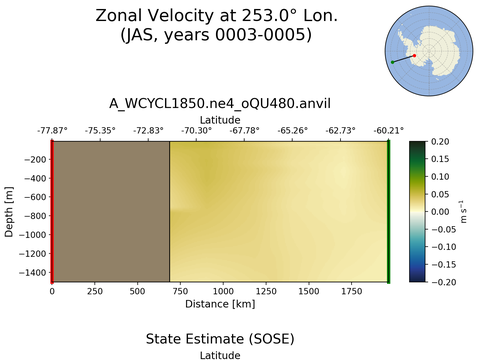 Zonal Velocity at 253.0° Lon.
(JAS, years 0003-0005)
A_WCYCL1850.ne4_oQU480.anvil
Latitude
-77.87° -75.35° -72.83° -70.30° -67.78° -65.26° -62.73° -60.21°
Depth [m]
−200
−400
−600
−800
−1000
−1200
−1400
0 250 500 750 1000 1250 1500 1750
Distance [km]
0.20
0.15
0.10
0.05
0.00
−0.05
−0.10
−0.15
−0.20
m s⁻¹
State Estimate (SOSE)
Latitude